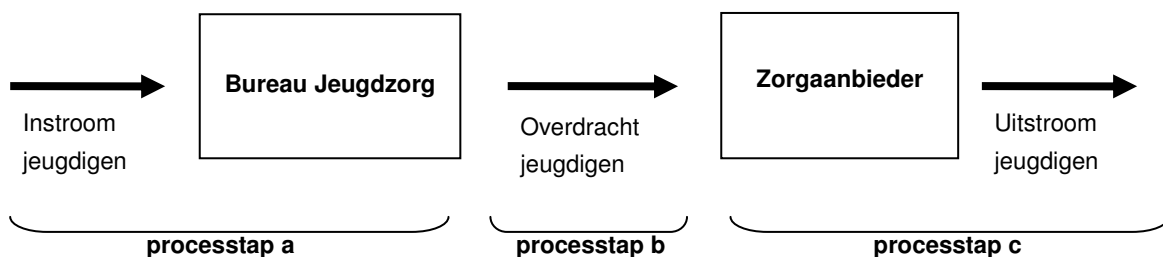 Bureau Jeugdzorg
Zorgaanbieder
Instroom
jeugdigen
Overdracht
jeugdigen
Uitstroom
jeugdigen
processtap a
processtap b
processtap c